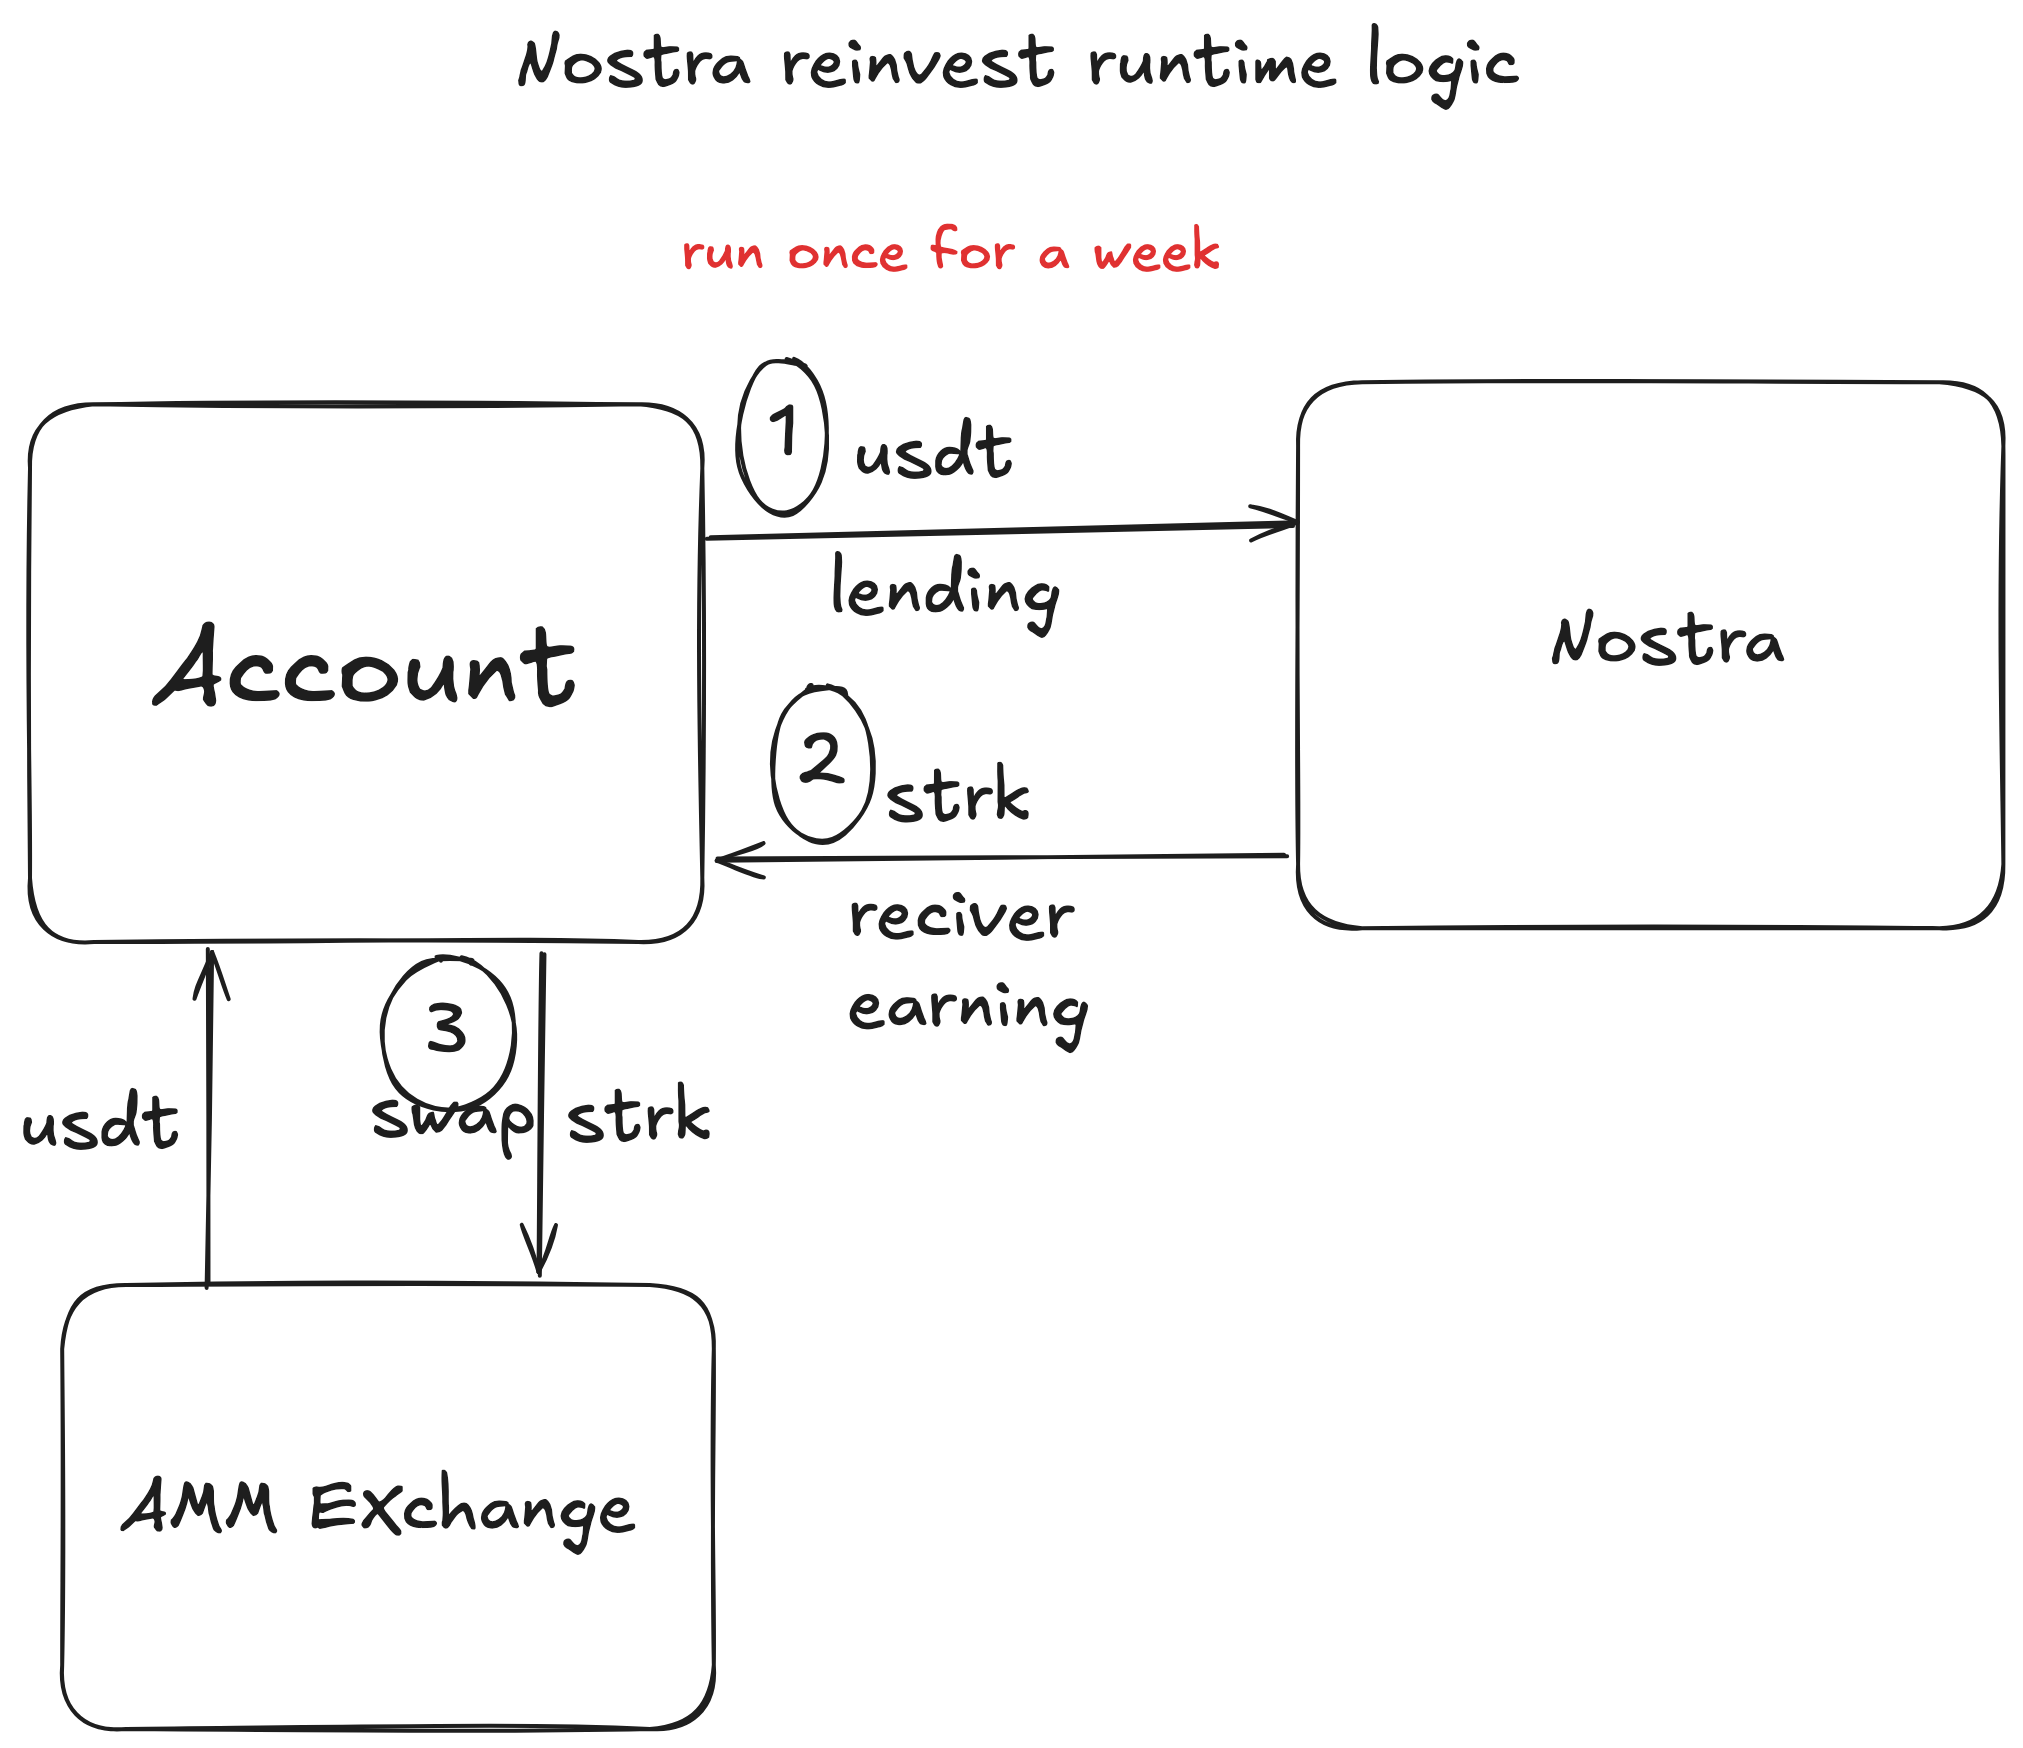 Nostra reinvest runtime logic
run once for a week
1
usdt
lending
Account
Nostra
2
strk
reciver
earning
3
usdt
swap
strk
AMM EXchange